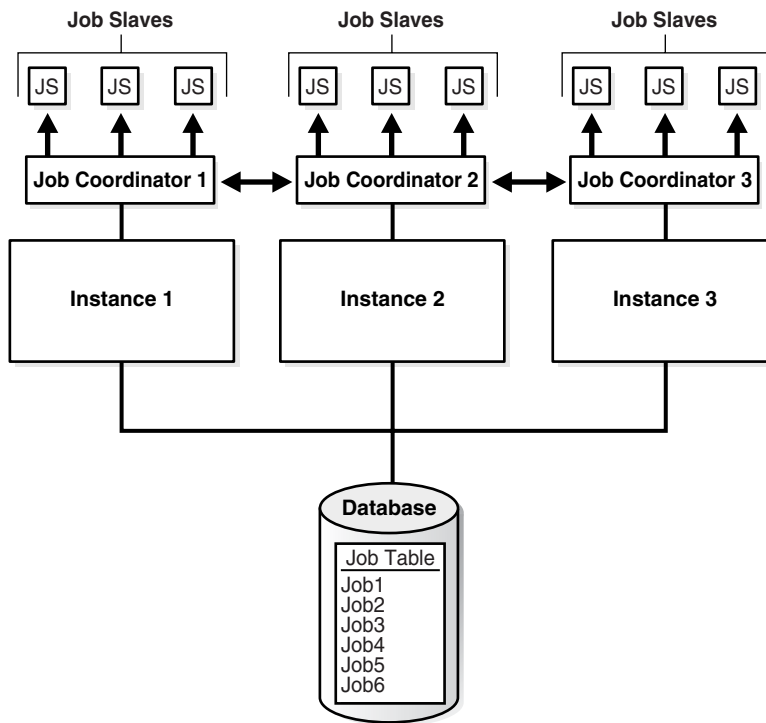 Job Slaves Job Slaves Job Slaves
JS JS JS JS JS JS JS JS JS
Job Coordinator 1 Job Coordinator 2 Job Coordinator 3
Instance 1 Instance 2 Instance 3
Database
Job Table
Job1
Job2
Job3
Job4
Job5
Job6